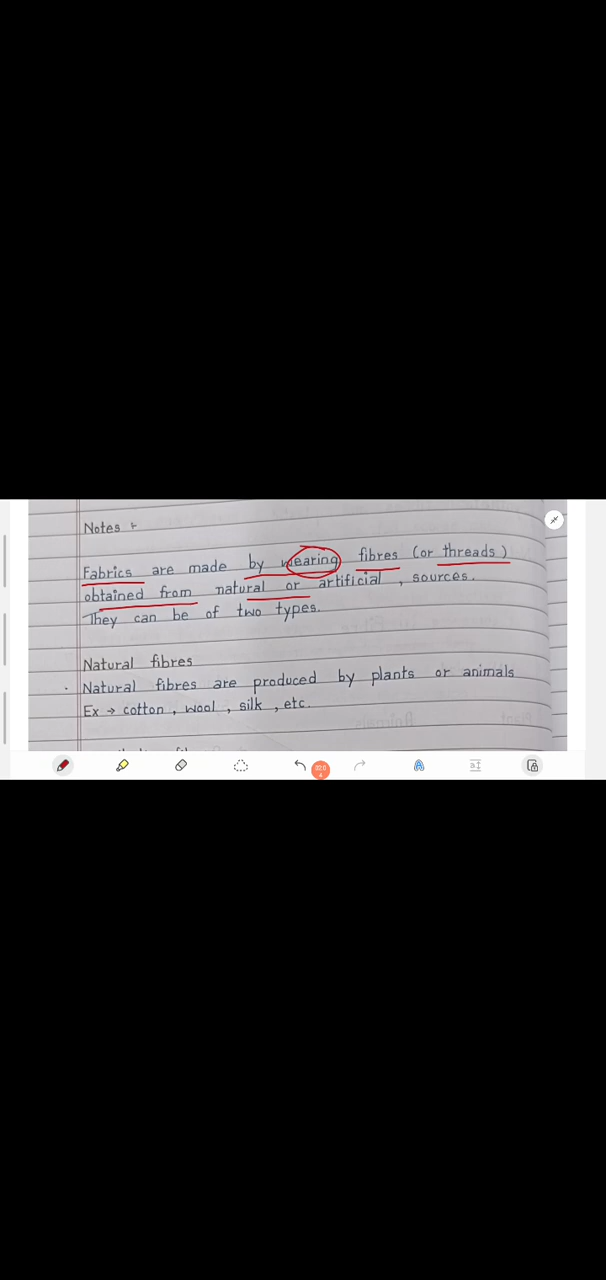 Notes :-
Fabrics are made by wearing fibres (or threads)
obtained from natural or artificial , sources.
They can be of two types.
Natural fibres
. Natural fibres are produced by plants or animals
Ex → cotton , wool , silk , etc.